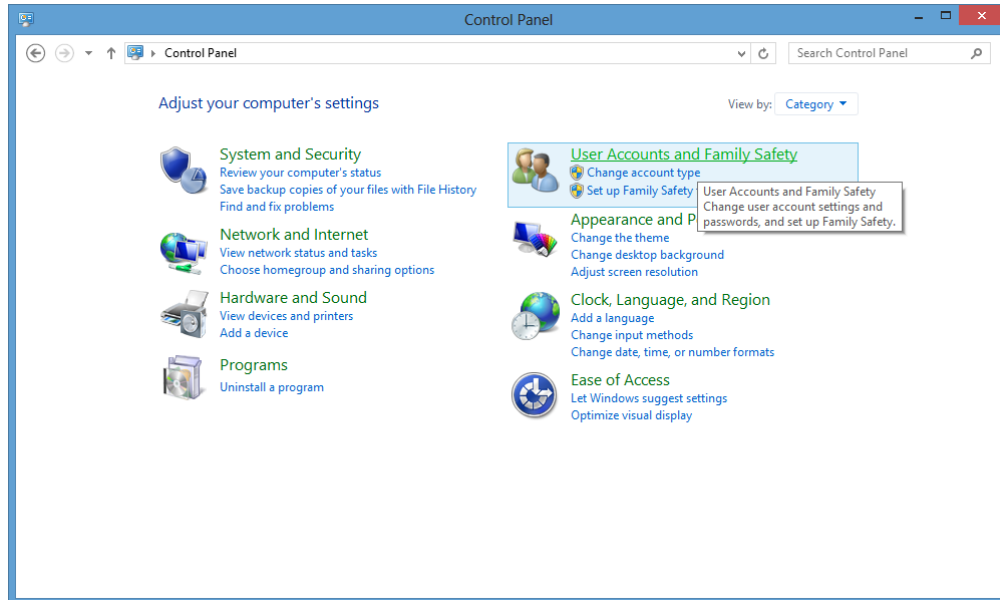 Control Panel
Control Panel
Search Control Panel
Adjust your computer's settings
View by: Category
System and Security
Review your computer's status
Save backup copies of your files with File History
Find and fix problems
Network and Internet
View network status and tasks
Choose homegroup and sharing options
Hardware and Sound
View devices and printers
Add a device
Programs
Uninstall a program
User Accounts and Family Safety
Change account type
Set up Family Safety
User Accounts and Family Safety
Change user account settings and
passwords, and set up Family Safety.
Appearance and P
Change the theme
Change desktop background
Adjust screen resolution
Clock, Language, and Region
Add a language
Change input methods
Change date, time, or number formats
Ease of Access
Let Windows suggest settings
Optimize visual display